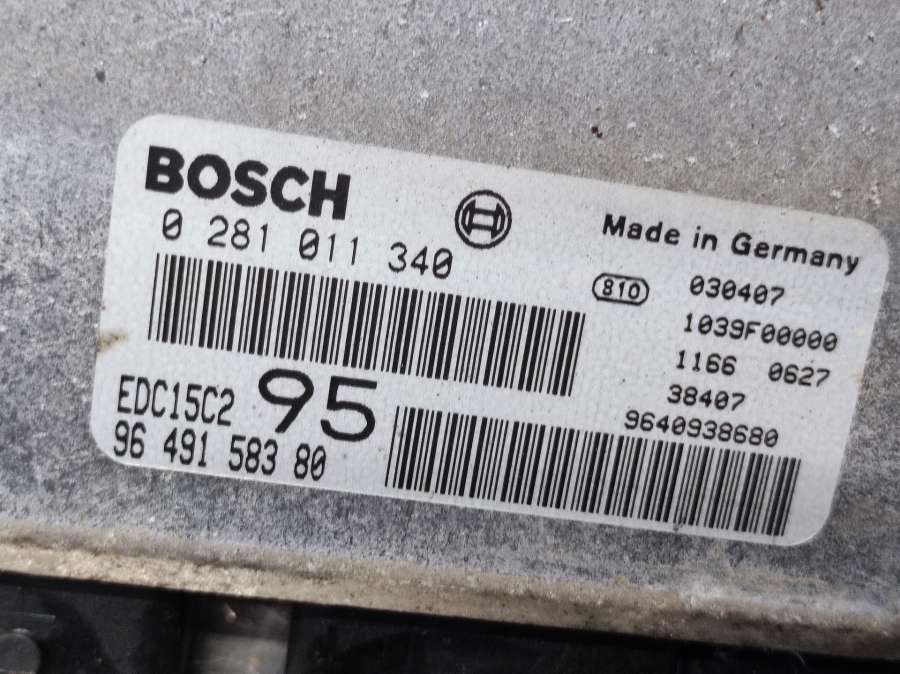 BOSCH
0 281 011 340
Made in Germany
810
030407
1039F00000
1166 0627
38407
9640938680
EDC15C2 95
96 491 583 80